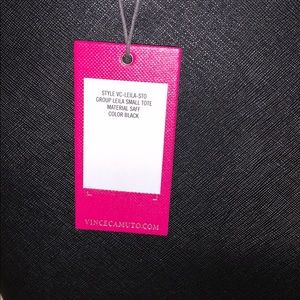 STYLE VC-LEILA-STO
GROUP LEILA SMALL TOTE
MATERIAL SAFF
COLOR BLACK
VINCECAMUTO.COM